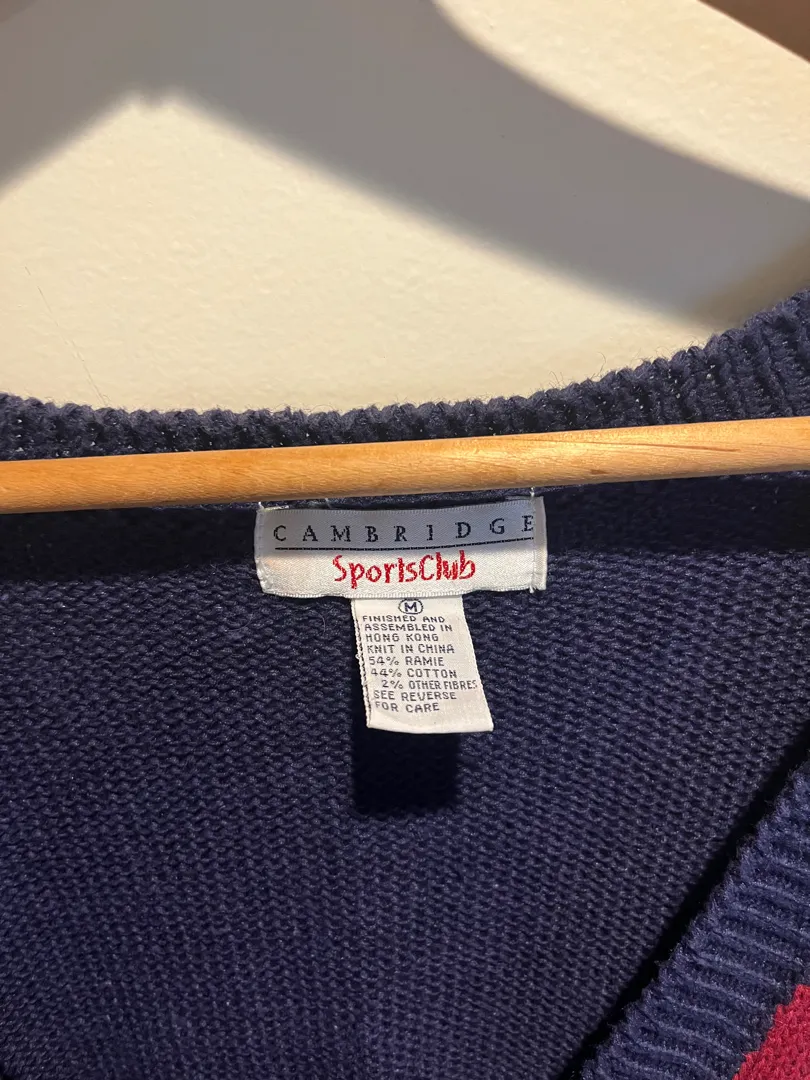 CAMBRIDGE
SportsClub
M
FINISHED AND
ASSEMBLED IN
HONG KONG
KNIT IN CHINA
54% RAMIE
44% COTTON
2% OTHER FIBRES
SEE REVERSE
FOR CARE